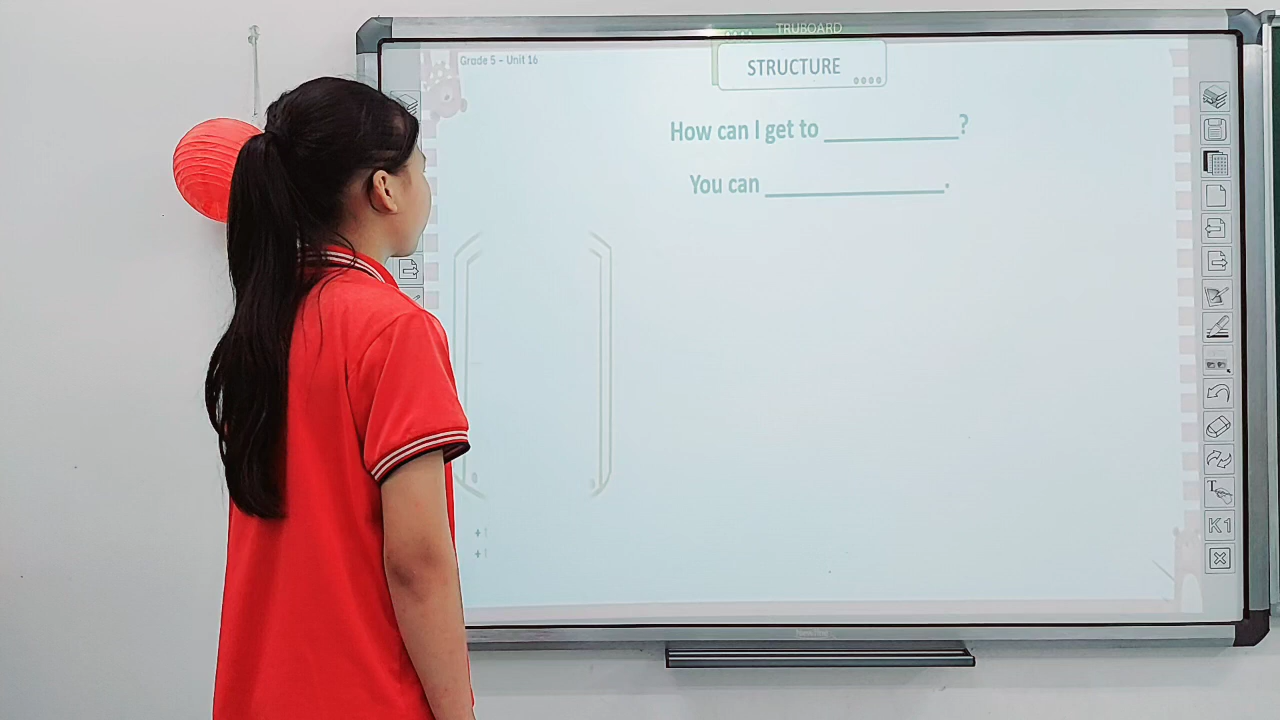 TRUBOARD
Grade 5 - Unit 16
STRUCTURE
How can I get to ____________?
You can ________________.
T
K1